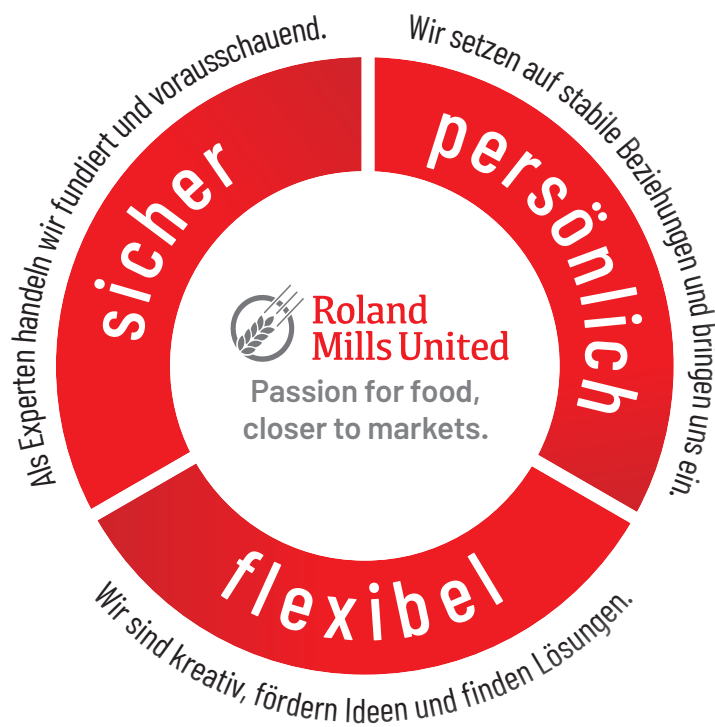 Als Experten handeln wir fundiert und vorausschauend.
sicher
Wir setzen auf stabile Beziehungen und bringen uns ein.
persönlich
Roland
Mills United
Passion for food,
closer to markets.
flexibel
Wir sind kreativ, fördern Ideen und finden Lösungen.